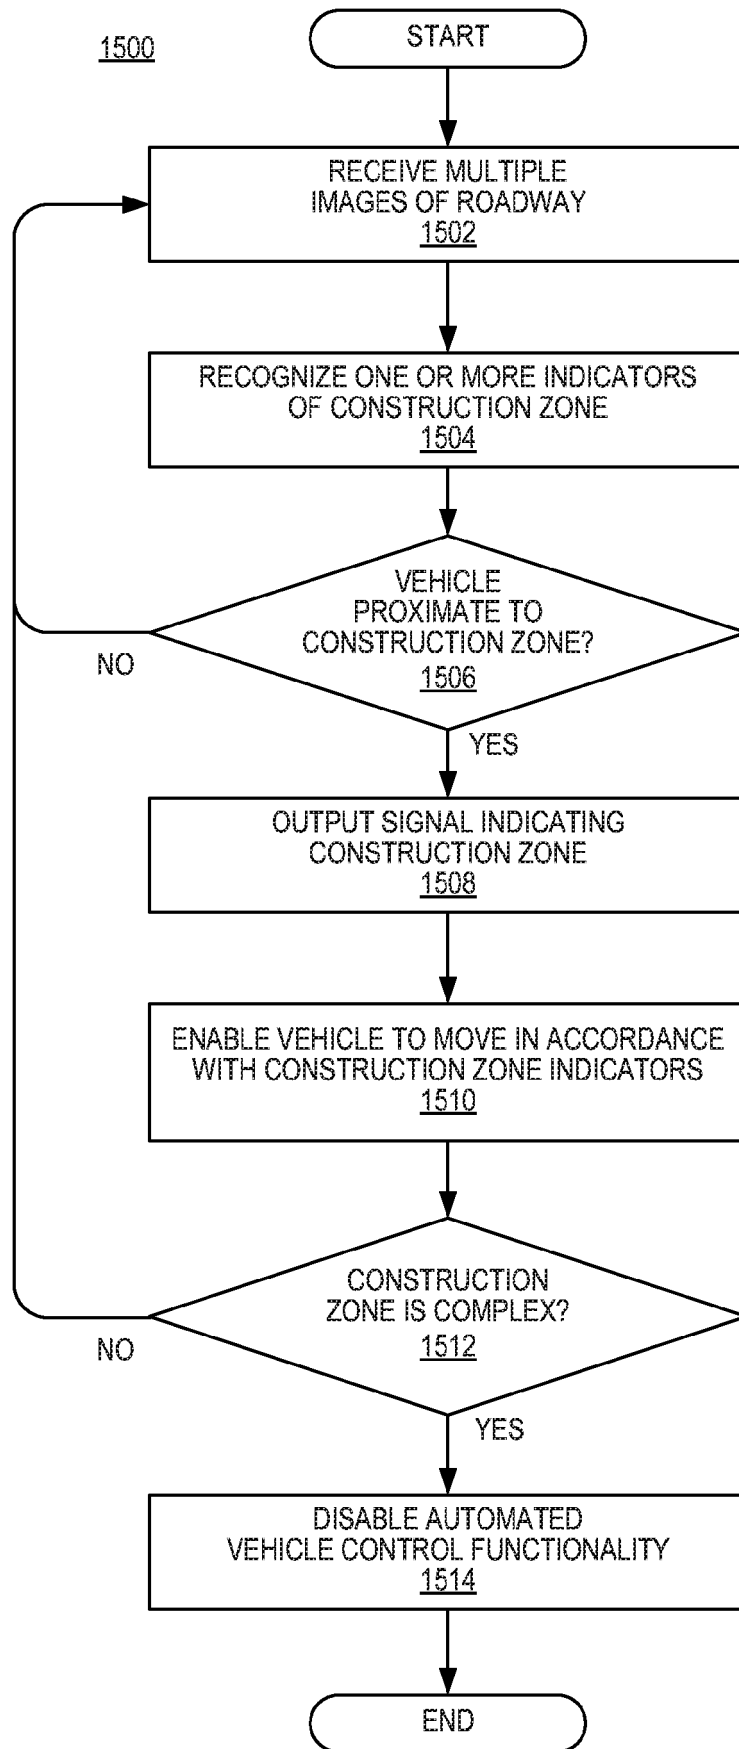 1500
START
RECEIVE MULTIPLE
IMAGES OF ROADWAY
1502
RECOGNIZE ONE OR MORE INDICATORS
OF CONSTRUCTION ZONE
1504
VEHICLE
PROXIMATE TO
CONSTRUCTION ZONE?
1506
NO
YES
OUTPUT SIGNAL INDICATING
CONSTRUCTION ZONE
1508
ENABLE VEHICLE TO MOVE IN ACCORDANCE
WITH CONSTRUCTION ZONE INDICATORS
1510
CONSTRUCTION
ZONE IS COMPLEX?
1512
NO
YES
DISABLE AUTOMATED
VEHICLE CONTROL FUNCTIONALITY
1514
END